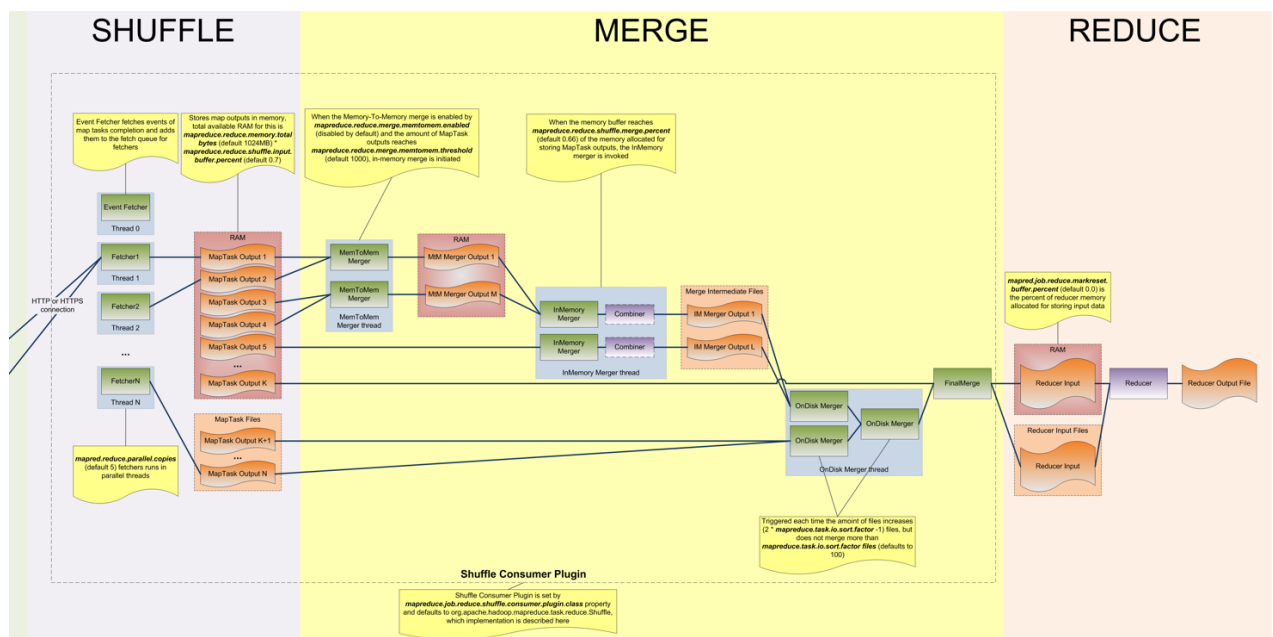 SHUFFLE
MERGE
REDUCE
Event Fetcher fetches events of
map tasks completion and adds
them to the fetch queue for
fetchers
Stores map outputs in memory,
total available RAM for this is
mapreduce.reduce.memory.total
bytes (default 1024MB) *
mapreduce.reduce.shuffle.input.
buffer.percent (default 0.7)
When the Memory-To-Memory merge is enabled by
mapreduce.reduce.merge.memtomem.enabled
(disabled by default) and the amount of MapTask
outputs reaches
mapreduce.reduce.merge.memtomem.threshold
(default 1000), in-memory merge is initiated
When the memory buffer reaches
mapreduce.reduce.shuffle.merge.percent
(default 0.66) of the memory allocated for
storing MapTask outputs, the InMemory
merger is invoked
Event Fetcher
Thread 0
Fetcher1
Thread 1
HTTP or HTTPS
connection
Fetcher2
Thread 2
...
FetcherN
Thread N
mapred.reduce.parallel.copies
(default 5) fetchers runs in
parallel threads
RAM
MapTask Output 1
MapTask Output 2
MapTask Output 3
MapTask Output 4
MapTask Output 5
...
MapTask Output K
MapTask Files
MapTask Output K+1
...
MapTask Output N
MemToMem
Merger
MemToMem
Merger
MemToMem
Merger thread
RAM
MtM Merger Output 1
MtM Merger Output M
InMemory
Merger
Combiner
InMemory
Merger
Combiner
InMemory Merger thread
Merge Intermediate Files
IM Merger Output 1
IM Merger Output L
OnDisk Merger
OnDisk Merger
OnDisk Merger
OnDisk Merger thread
Triggered each time the amoint of files increases
(2 * mapreduce.task.io.sort.factor -1) files, but
does not merge more than
mapreduce.task.io.sort.factor files (defaults to
100)
FinalMerge
mapred.job.reduce.markreset.
buffer.percent (default 0.0) is
the percent of reducer memory
allocated for storing input data
RAM
Reducer Input
Reducer Input Files
Reducer Input
Reducer
Reducer Output File
Shuffle Consumer Plugin
Shuffle Consumer Plugin is set by
mapreduce.job.reduce.shuffle.consumer.plugin.class property
and defaults to org.apache.hadoop.mapreduce.task.reduce.Shuffle,
which implementation is described here